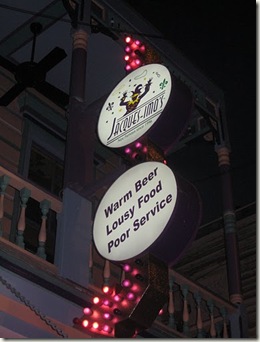 JACQUES-IMO'S
Warm Beer
Lousy Food
Poor Service